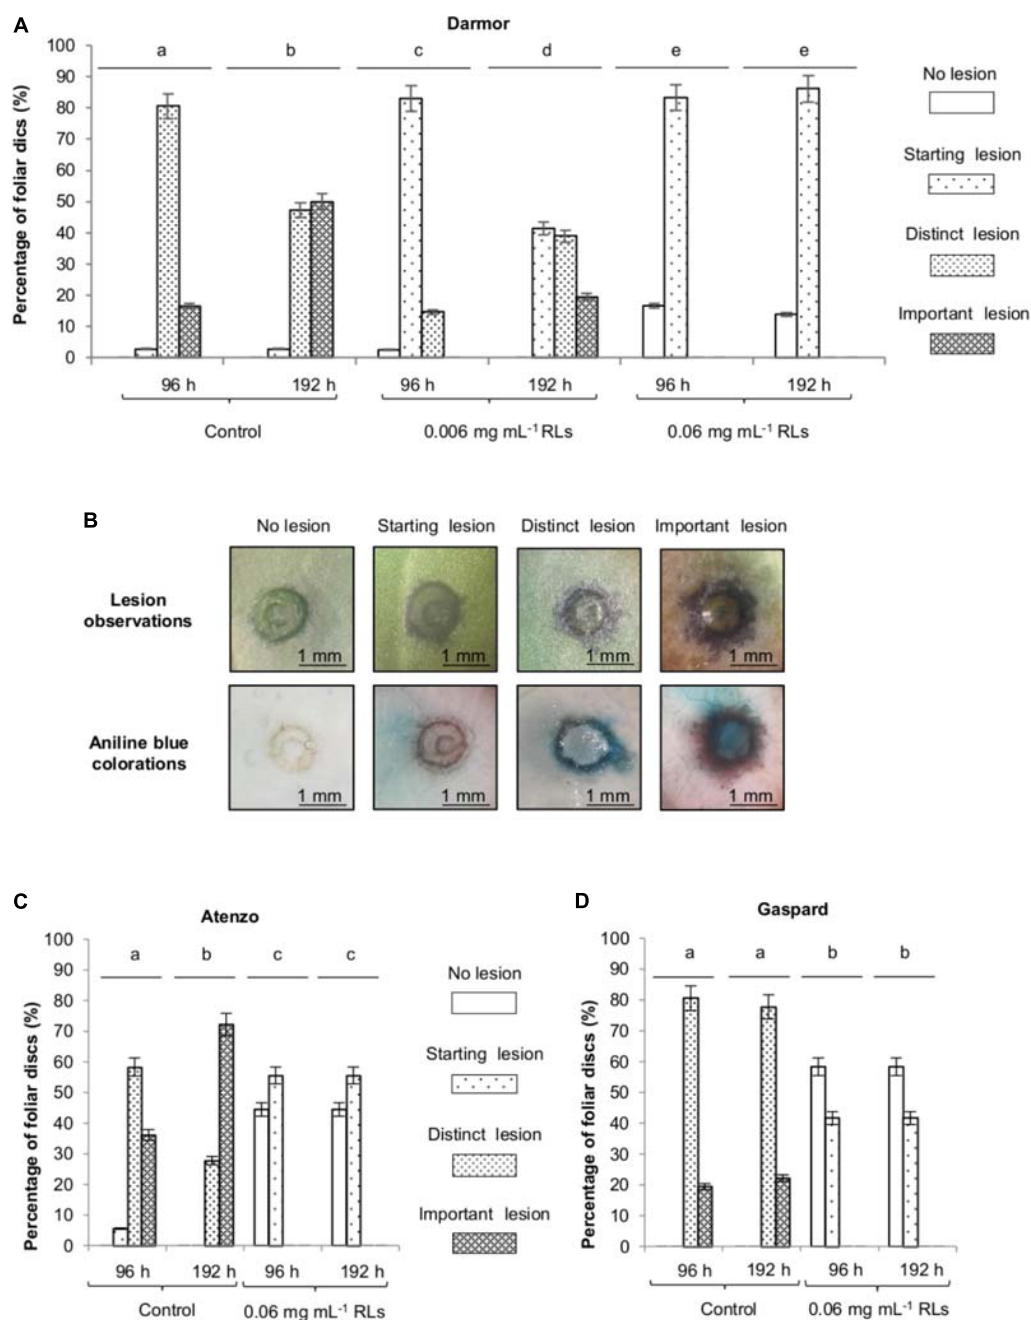 A
Darmor
Percentage of foliar dics (%)
100
90
80
70
60
50
40
30
20
10
0
a
b
c
d
e
e
96 h
192 h
96 h
192 h
96 h
192 h
Control
0.006 mg mL⁻¹ RLs
0.06 mg mL⁻¹ RLs
No lesion
Starting lesion
Distinct lesion
Important lesion
B
No lesion
Starting lesion
Distinct lesion
Important lesion
Lesion
observations
1 mm
1 mm
1 mm
1 mm
Aniline blue
colorations
1 mm
1 mm
1 mm
1 mm
C
Atenzo
Percentage of foliar discs (%)
100
90
80
70
60
50
40
30
20
10
0
a
b
c
c
96 h
192 h
96 h
192 h
Control
0.06 mg mL⁻¹ RLs
No lesion
Starting lesion
Distinct lesion
Important lesion
D
Gaspard
Percentage of foliar discs (%)
100
90
80
70
60
50
40
30
20
10
0
a
a
b
b
96 h
192 h
96 h
192 h
Control
0.06 mg mL⁻¹ RLs